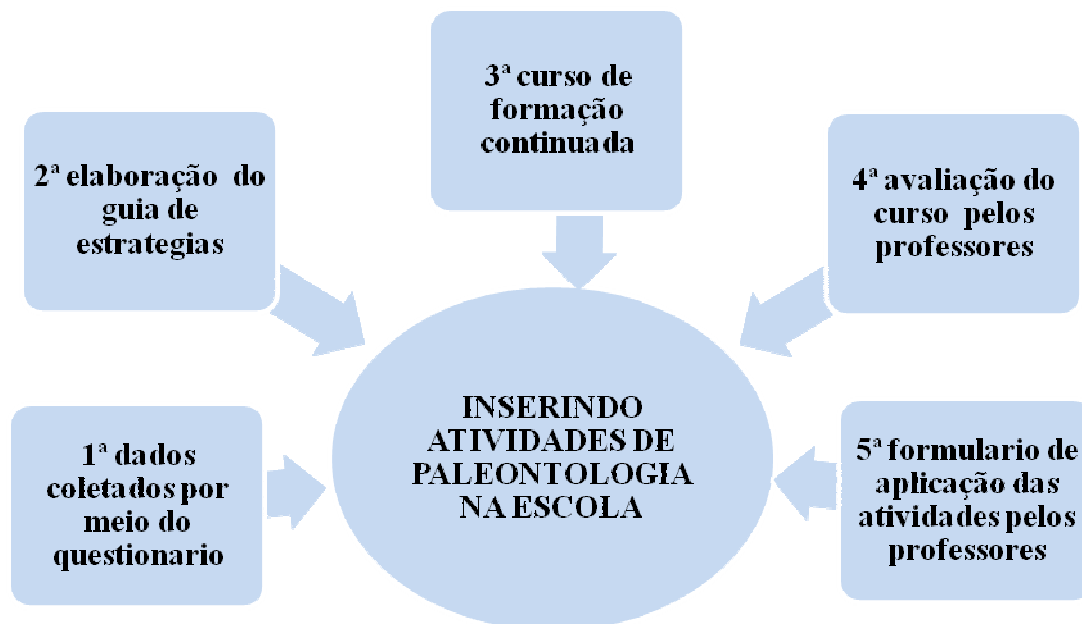 1ª dados
coletados por
meio do
questionario
2ª elaboração do
guia de
estrategias
3ª curso de
formação
continuada
4ª avaliação do
curso pelos
professores
5ª formulario de
aplicação das
atividades pelos
professores
INSERINDO
ATIVIDADES DE
PALEONTOLOGIA
NA ESCOLA